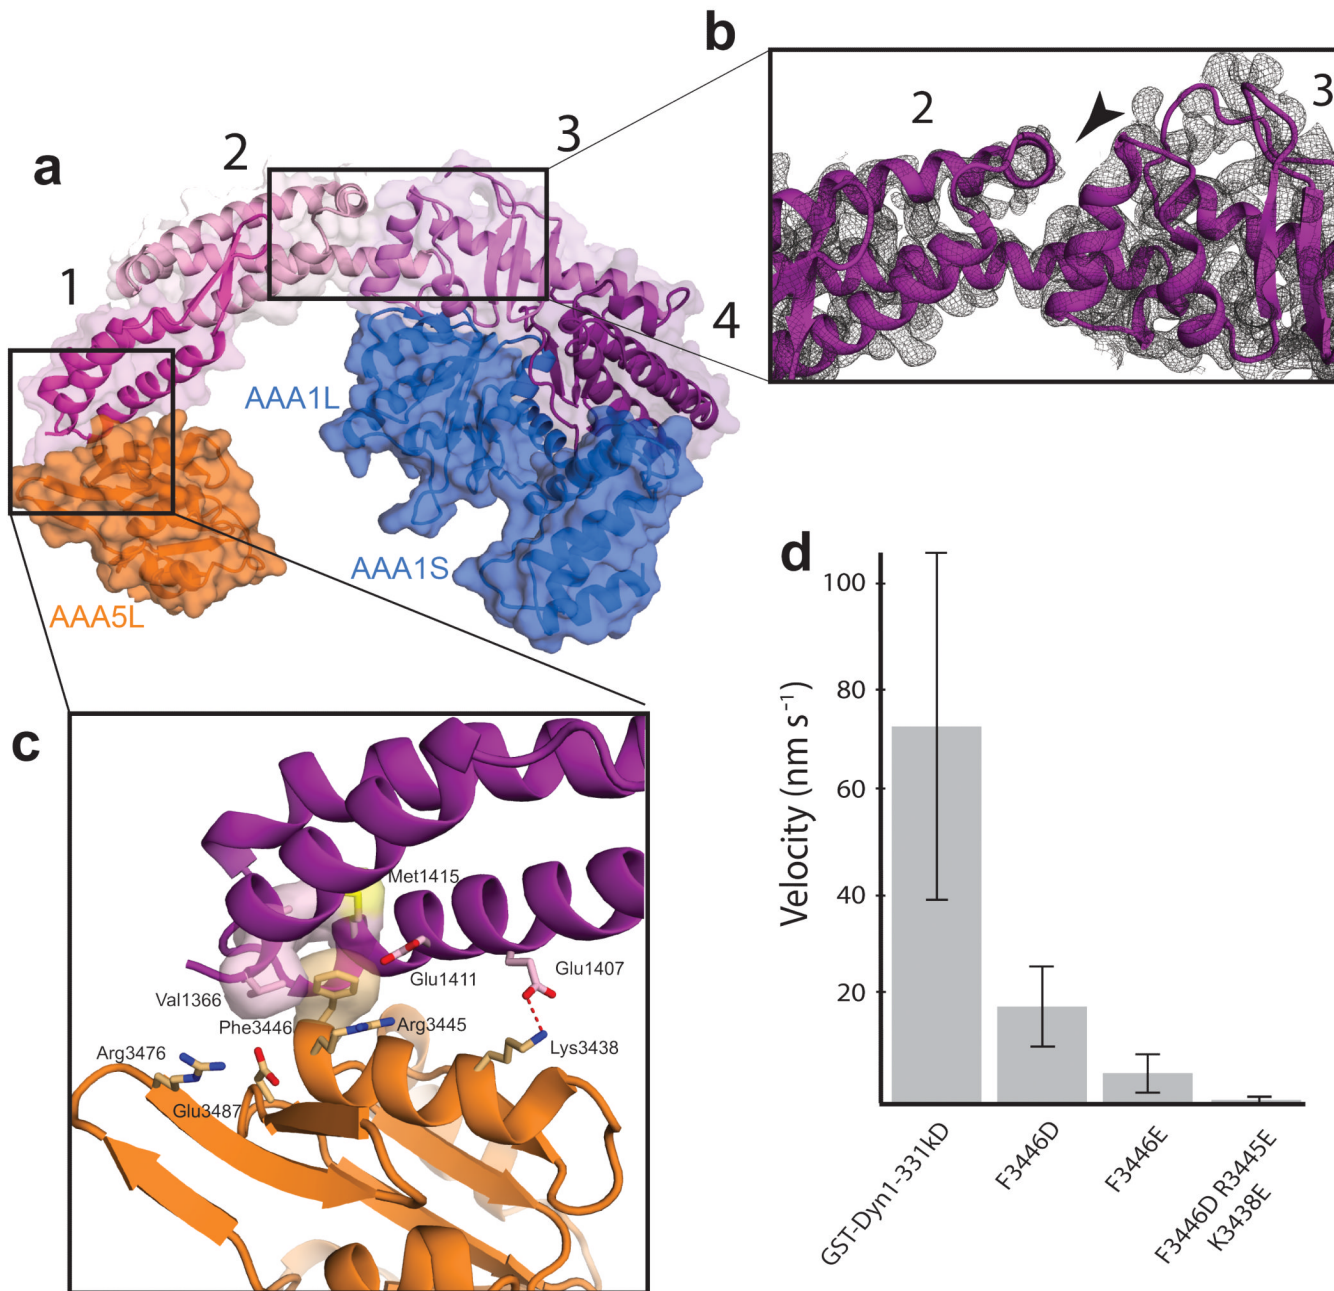 a
1
2
3
4
AAA1L
AAA1S
AAA5L
b
2
3
c
Met1415
Glu1411
Glu1407
Val1366
Phe3446
Arg3445
Lys3438
Arg3476
Glu3487
d
Velocity (nm s⁻¹)
100
80
60
40
20
GST-Dyn1-331kD
F3446D
F3446E
F3446D R3445E
K3438E